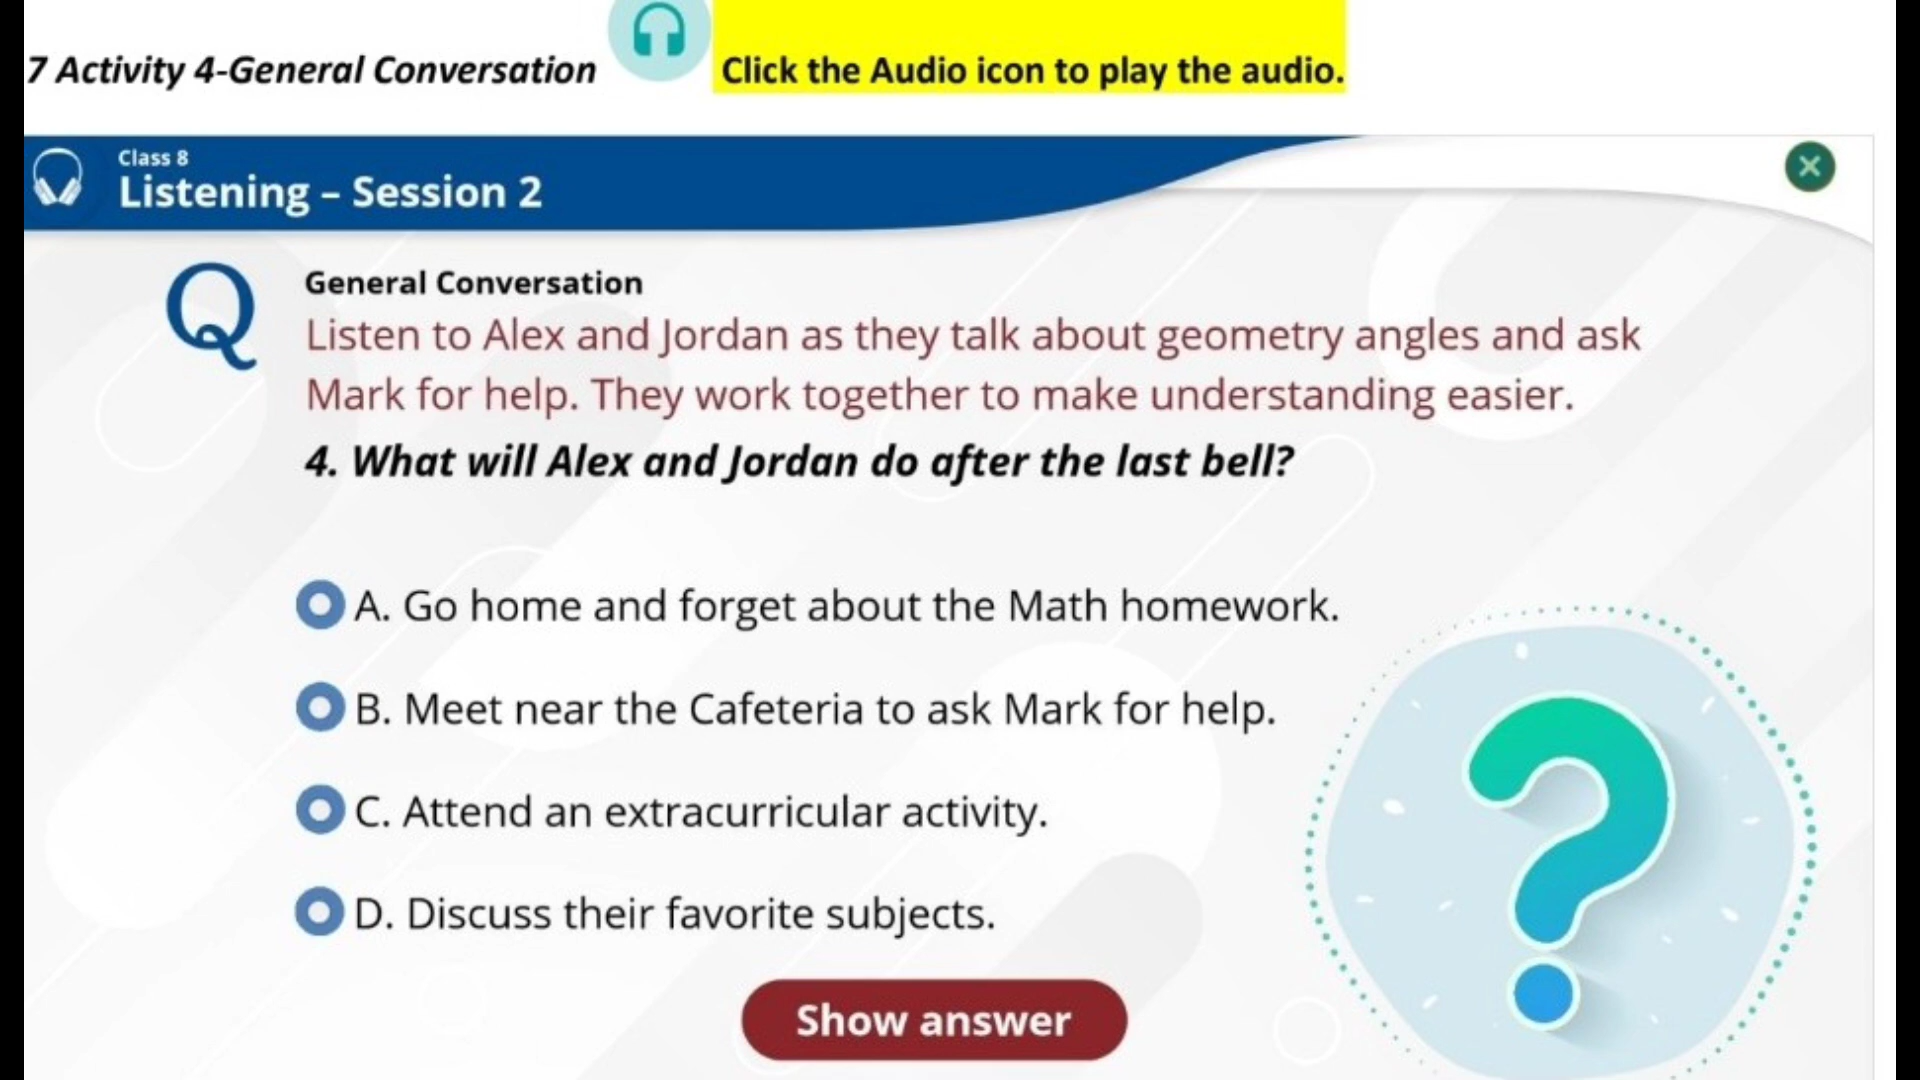 7 Activity 4-General Conversation Click the Audio icon to play the audio.
Class 8
Listening – Session 2
Q
General Conversation
Listen to Alex and Jordan as they talk about geometry angles and ask
Mark for help. They work together to make understanding easier.
4. What will Alex and Jordan do after the last bell?
A. Go home and forget about the Math homework.
B. Meet near the Cafeteria to ask Mark for help.
C. Attend an extracurricular activity.
D. Discuss their favorite subjects.
?
Show answer